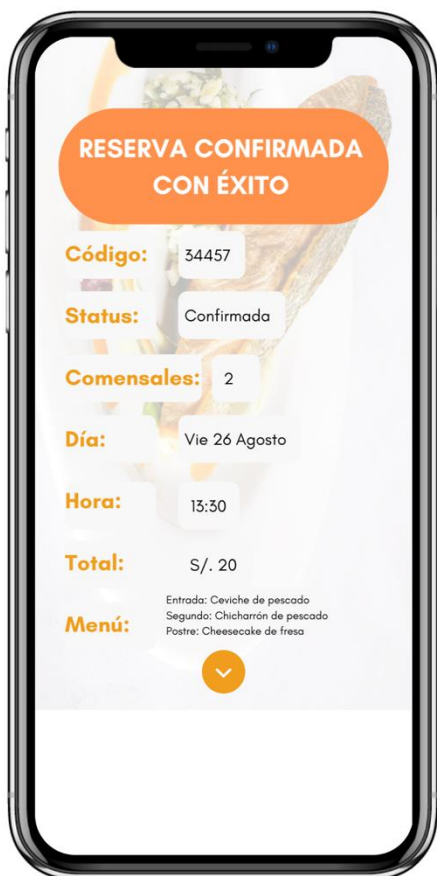 RESERVA CONFIRMADA
CON ÉXITO
Código: 34457
Status: Confirmada
Comensales: 2
Día: Vie 26 Agosto
Hora: 13:30
Total: S/. 20
Menú:
Entrada: Ceviche de pescado
Segundo: Chicharrón de pescado
Postre: Cheesecake de fresa